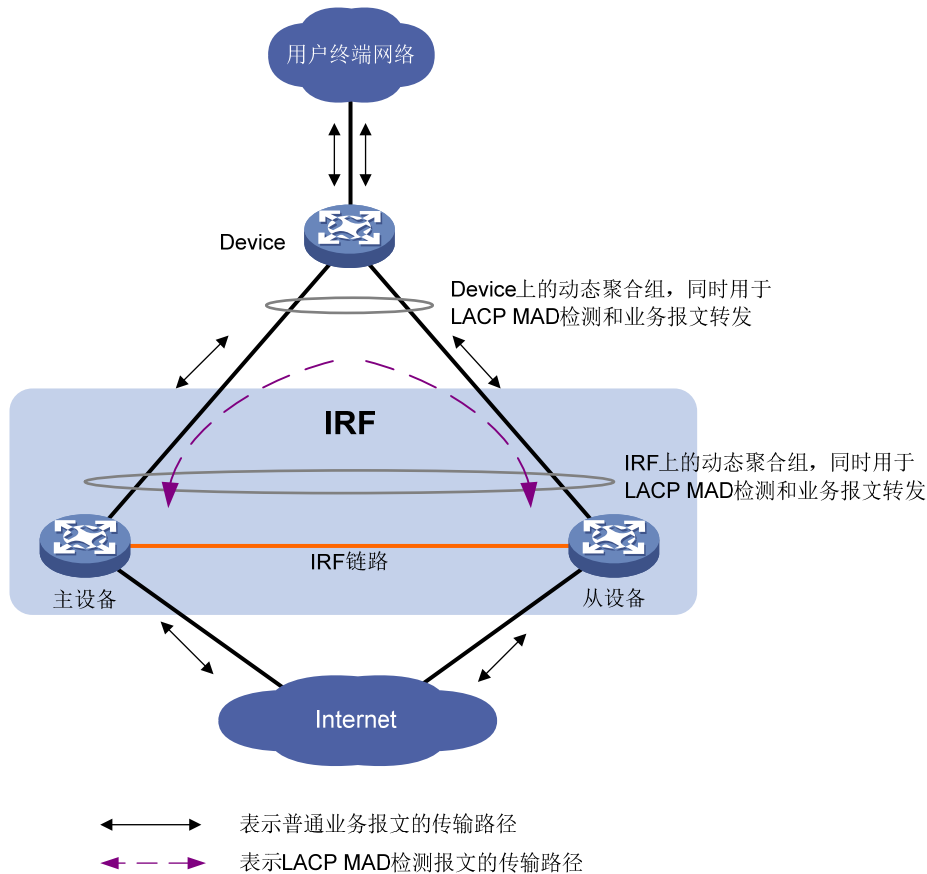 用户终端网络
Device
Device上的动态聚合组，同时用于
LACP MAD检测和业务报文转发
IRF
IRF上的动态聚合组，同时用于
LACP MAD检测和业务报文转发
IRF链路
主设备
从设备
Internet
表示普通业务报文的传输路径
表示LACP MAD检测报文的传输路径